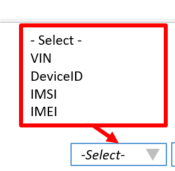 - Select -
VIN
DeviceID
IMSI
IMEI
-Select-